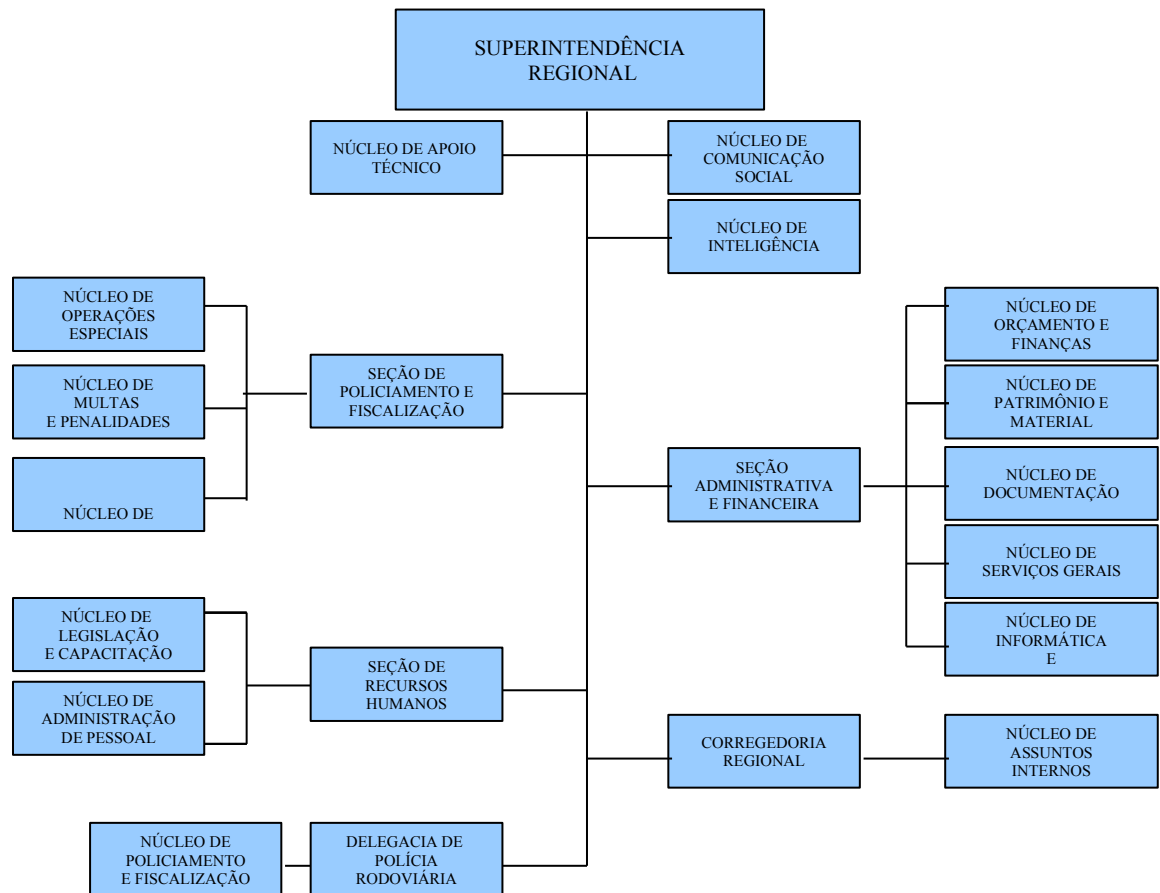 SUPERINTENDÊNCIA
REGIONAL
NÚCLEO DE APOIO
TÉCNICO
NÚCLEO DE
COMUNICAÇÃO
SOCIAL
NÚCLEO DE
INTELIGÊNCIA
NÚCLEO DE
OPERAÇÕES
ESPECIAIS
NÚCLEO DE
MULTAS
E PENALIDADES
NÚCLEO DE
SEÇÃO DE
POLICIAMENTO E
FISCALIZAÇÃO
NÚCLEO DE
ORÇAMENTO E
FINANÇAS
NÚCLEO DE
PATRIMÔNIO E
MATERIAL
SEÇÃO
ADMINISTRATIVA
E FINANCEIRA
NÚCLEO DE
DOCUMENTAÇÃO
NÚCLEO DE
SERVIÇOS GERAIS
NÚCLEO DE
INFORMÁTICA
E
NÚCLEO DE
LEGISLAÇÃO
E CAPACITAÇÃO
NÚCLEO DE
ADMINISTRAÇÃO
DE PESSOAL
SEÇÃO DE
RECURSOS
HUMANOS
CORREGEDORIA
REGIONAL
NÚCLEO DE
ASSUNTOS
INTERNOS
NÚCLEO DE
POLICIAMENTO
E FISCALIZAÇÃO
DELEGACIA DE
POLÍCIA
RODOVIÁRIA